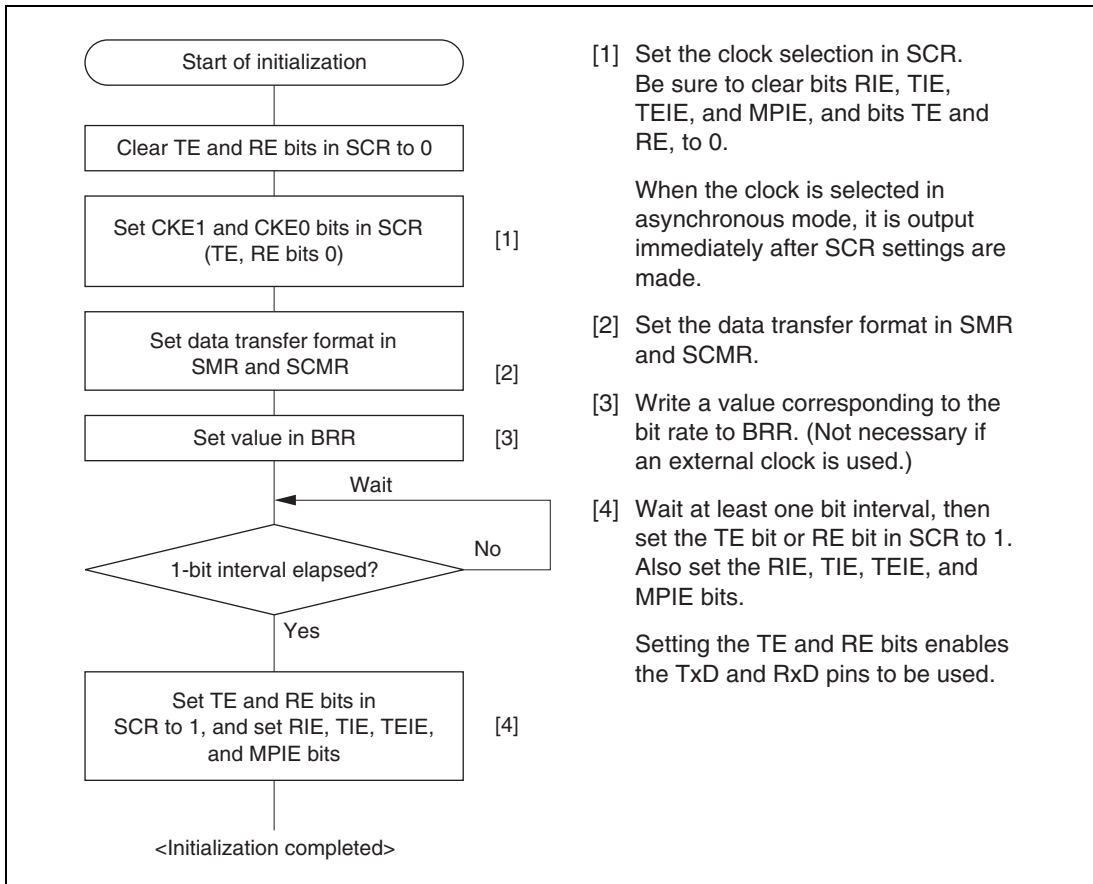 Start of initialization
Clear TE and RE bits in SCR to 0
Set CKE1 and CKE0 bits in SCR
(TE, RE bits 0)
[1]
Set data transfer format in
SMR and SCMR
[2]
Set value in BRR
[3]
Wait
No
1-bit interval elapsed?
Yes
Set TE and RE bits in
SCR to 1, and set RIE, TIE, TEIE,
and MPIE bits
[4]
<Initialization completed>
[1] Set the clock selection in SCR.
Be sure to clear bits RIE, TIE,
TEIE, and MPIE, and bits TE and
RE, to 0.
When the clock is selected in
asynchronous mode, it is output
immediately after SCR settings are
made.
[2] Set the data transfer format in SMR
and SCMR.
[3] Write a value corresponding to the
bit rate to BRR. (Not necessary if
an external clock is used.)
[4] Wait at least one bit interval, then
set the TE bit or RE bit in SCR to 1.
Also set the RIE, TIE, TEIE, and
MPIE bits.
Setting the TE and RE bits enables
the TxD and RxD pins to be used.